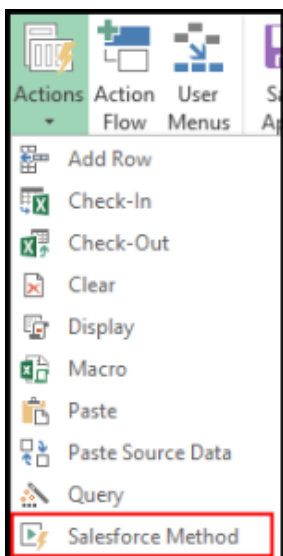 Actions Action User
Flow Menus
Add Row
Check-In
Check-Out
Clear
Display
Macro
Paste
Paste Source Data
Query
Salesforce Method